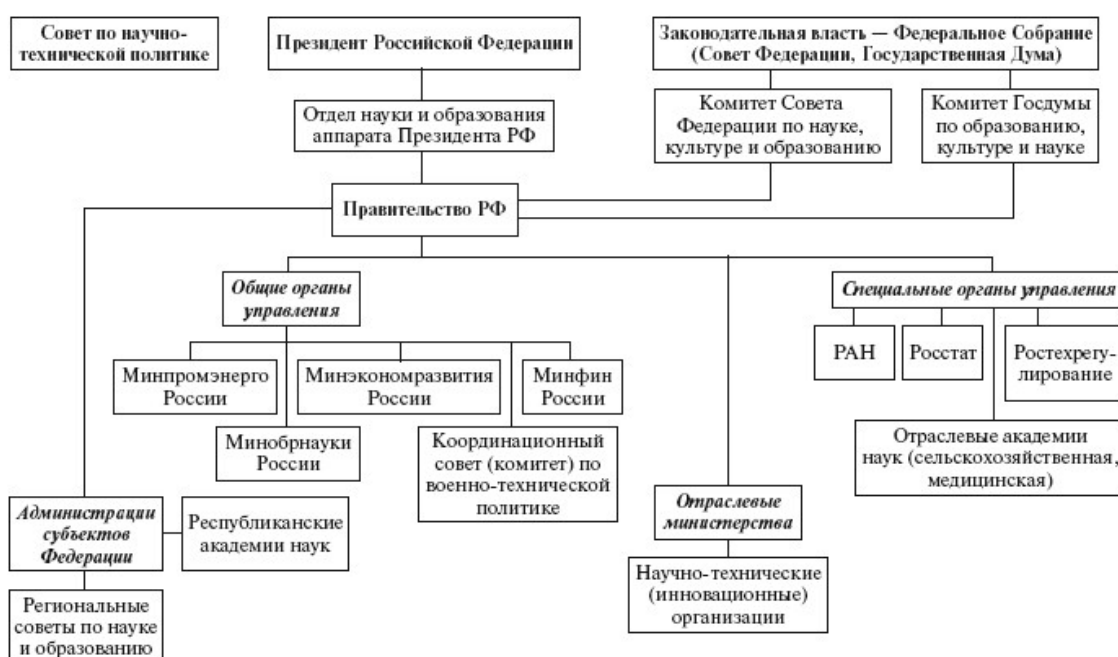 Совет по научно-
технической политике
Президент Российской Федерации
Законодательная власть — Федеральное Собрание
(Совет Федерации, Государственная Дума)
Отдел науки и образования
аппарата Президента РФ
Комитет Совета
Федерации по науке,
культуре и образованию
Комитет Госдумы
по образованию,
культуре и науке
Правительство РФ
Общие органы
управления
Специальные органы управления
Минпромэнерго
России
Минэкономразвития
России
Минфин
России
РАН
Росстат
Ростехрегу-
лирование
Минобрнауки
России
Координационный
совет (комитет) по
военно-технической
политике
Отраслевые академии
наук (сельскохозяйственная,
медицинская)
Администрации
субъектов
Федерации
Республиканские
академии наук
Отраслевые
министерства
Региональные
советы по науке
и образованию
Научно-технические
(инновационные)
организации